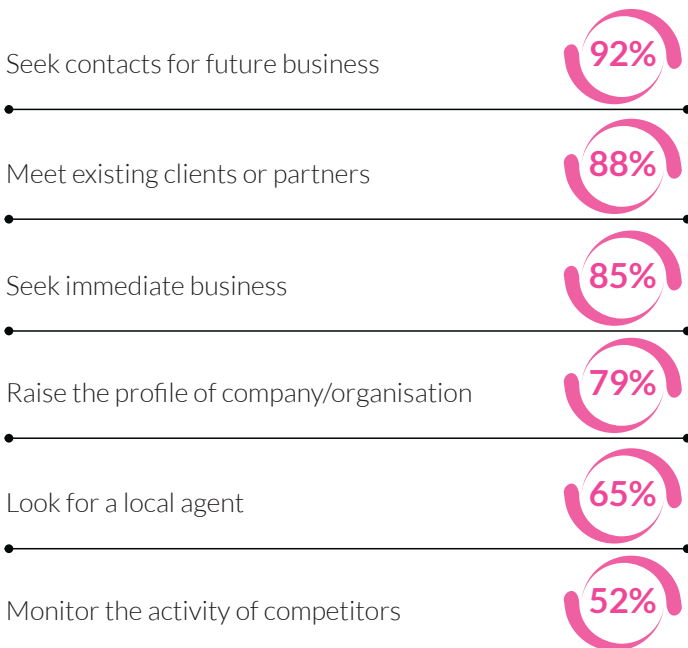 Seek contacts for future business 92%
Meet existing clients or partners 88%
Seek immediate business 85%
Raise the profile of company/organisation 79%
Look for a local agent 65%
Monitor the activity of competitors 52%